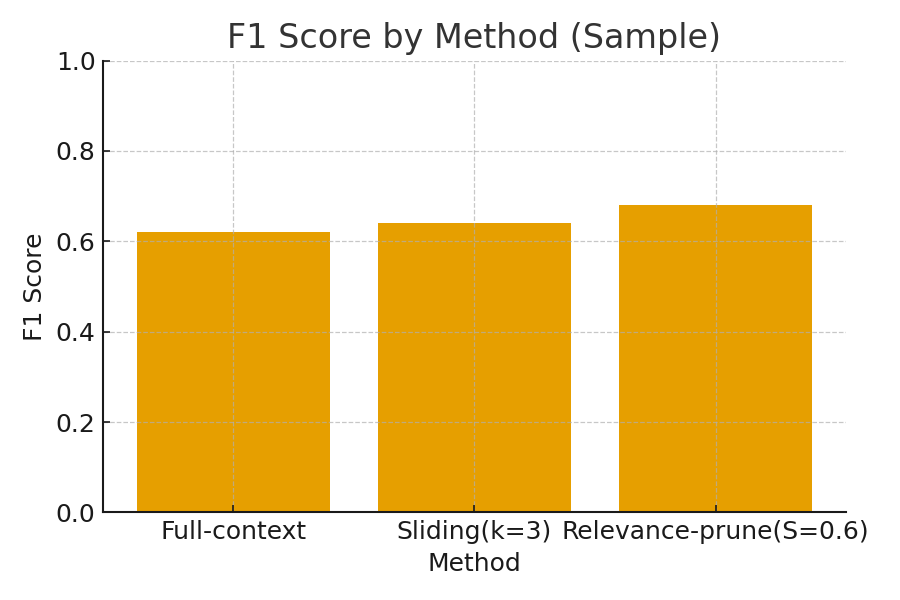 F1 Score by Method (Sample)
1.0
0.8
0.6
0.4
0.2
0.0
F1 Score
Full-context Sliding(k=3) Relevance-prune(S=0.6)
Method